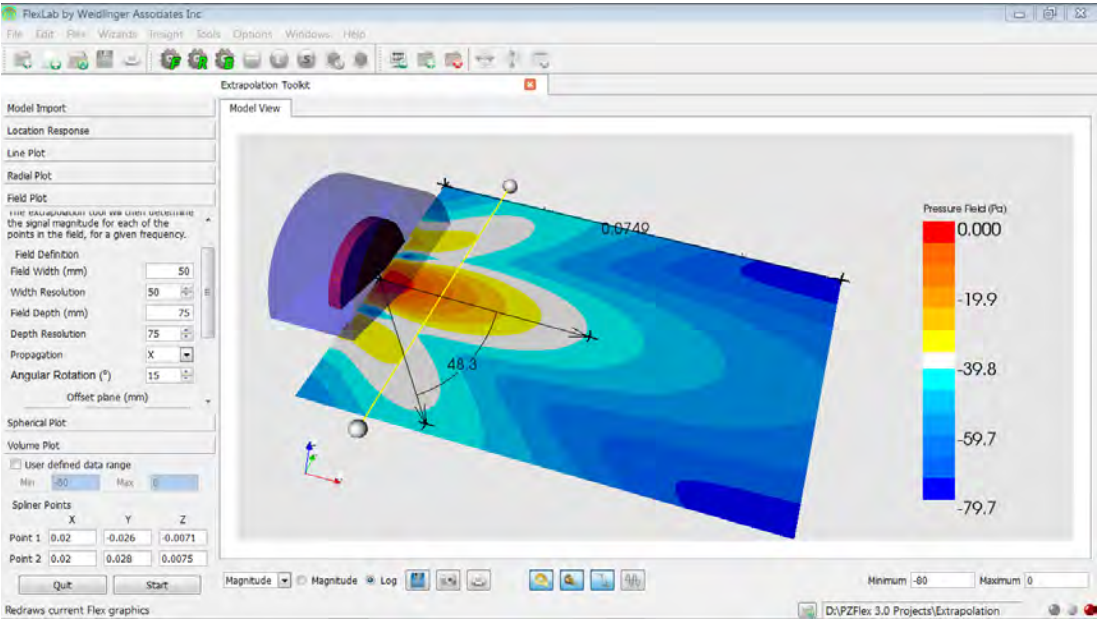 FlexLab by Weidlinger Associates Inc
File Edit Flex Wizards Insight Tools Options Windows Help
Extrapolation Toolkit
Model Import
Model View
Location Response
Line Plot
Radial Plot
Field Plot
The extrapolation tool will then determine
the signal magnitude for each of the
points in the field, for a given frequency.
Field Definition
Field Width (mm) 50
Width Resolution 50
Field Depth (mm) 75
Depth Resolution 75
Propagation X
Angular Rotation (°) 15
Offset plane (mm)
Spherical Plot
Volume Plot
User defined data range
Min -80 Max 0
Spliner Points
X Y Z
Point 1 0.02 -0.026 -0.0071
Point 2 0.02 0.028 0.0075
Quit Start
0.0749
48.3
Pressure Field (Pa)
0.000
-19.9
-39.8
-59.7
-79.7
Magnitude Magnitude Log
Minimum -80 Maximum 0
Redraws current Flex graphics
D:\PZFlex 3.0 Projects\Extrapolation